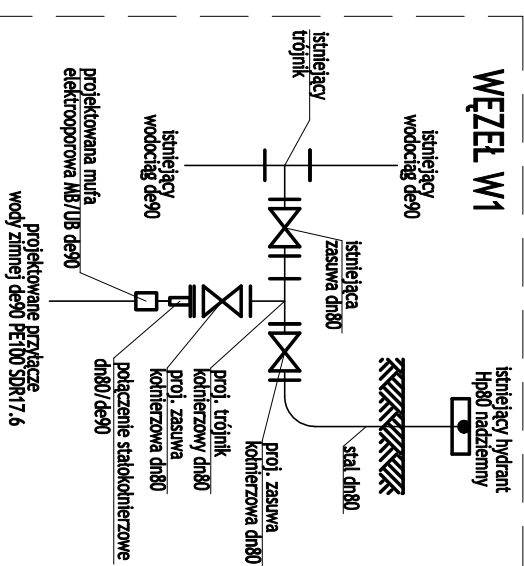 WĘZEŁ W1
istniejący hydrant
Hp80 nadziemny
istniejący
wodociąg de90
istniejący
trójnik
istniejąca
zasuwa dn80
stal dn80
istniejący
wodociąg de90
proj. zasuwa
kołnierzowa dn80
proj. trójnik
kołnierzowy dn80
proj. zasuwa
kołnierzowa dn80
połączenie stalokołnierzowe
dn80/de90
projektowana mufa
elektrooporowa MB/UB de90
projektowane przyłącze
wody zimnej de90 PE100 SDR17.6